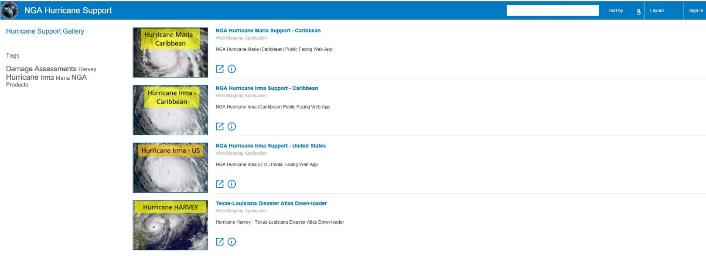 NGA Hurricane Support
Sort by
Layout
Sign In
Hurricane Support Gallery
Tags
Damage Assessments Harvey
Hurricane Irma Maria NGA
Products
Hurricane Maria
Caribbean
NGA Hurricane Maria Support - Caribbean
Web Mapping Application
NGA Hurricane Maria (Caribbean) Public Facing Web App
Hurricane Irma -
Caribbean
NGA Hurricane Irma Support - Caribbean
Web Mapping Application
NGA Hurricane Irma (Caribbean) Public Facing Web App
Hurricane Irma - US
NGA Hurricane Irma Support - United States
Web Mapping Application
NGA Hurricane Irma (U.S.) Public Facing Web App
Hurricane HARVEY
Texas-Louisiana Disaster Atlas Down-loader
Web Mapping Application
Hurricane Harvey - Texas-Louisiana Disaster Atlas Down-loader